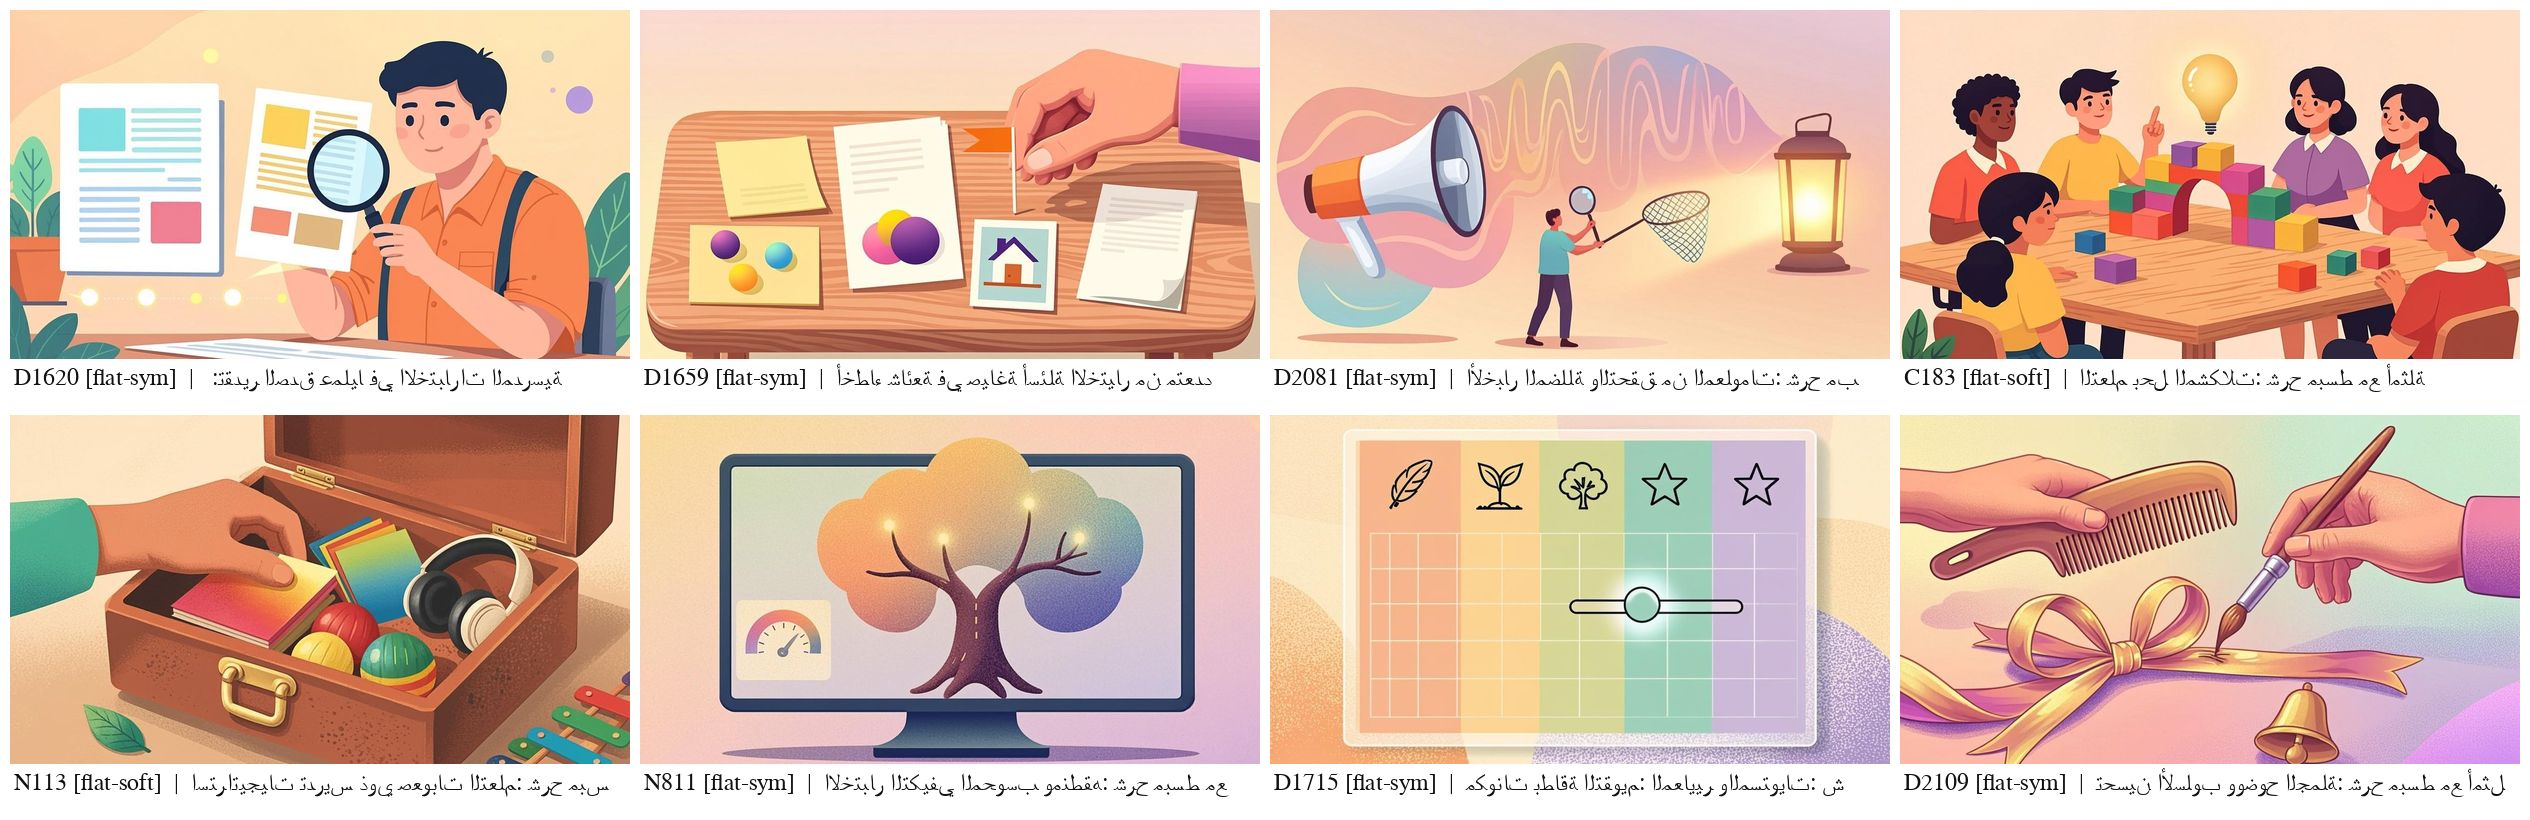 D1620 [flat-sym] | تقدير الصدق عمليا في الاختبارات المدرسية:
D1659 [flat-sym] | أخطاء شائعة في صياغة أسئلة الاختيار من متعدد
D2081 [flat-sym] | الأخبار المضللة والتحقق من المعلومات: شرح مب
C183 [flat-soft] | التعلم بحل المشكلات: شرح مبسط مع أمثلة
N113 [flat-soft] | استراتيجيات تدريس ذوي صعوبات التعلم: شرح مبس
N811 [flat-sym] | الاختبار التكيفي المحوسب ومنطقه: شرح مبسط مع
D1715 [flat-sym] | مكونات بطاقة التقويم: المعايير والمستويات: ش
D2109 [flat-sym] | تحسين الأسلوب ووضوح الجملة: شرح مبسط مع أمثل